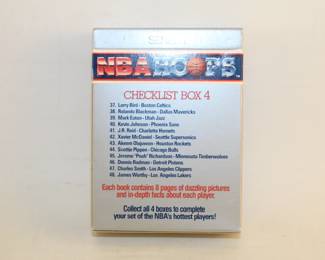 NBA HOOPS
CHECKLIST BOX 4
37. Larry Bird - Boston Celtics
38. Rolando Blackman - Dallas Mavericks
39. Mark Eaton - Utah Jazz
40. Kevin Johnson - Phoenix Suns
41. J.R. Reid - Charlotte Hornets
42. Xavier McDaniel - Seattle Supersonics
43. Akeem Olajuwon - Houston Rockets
44. Scottie Pippen - Chicago Bulls
45. Jerome "Pooh" Richardson - Minnesota Timberwolves
46. Dennis Rodman - Detroit Pistons
47. Charles Smith - Los Angeles Clippers
48. James Worthy - Los Angeles Lakers
Each book contains 8 pages of dazzling pictures
and in-depth facts about each player.
Collect all 4 boxes to complete
your set of the NBA's hottest players!